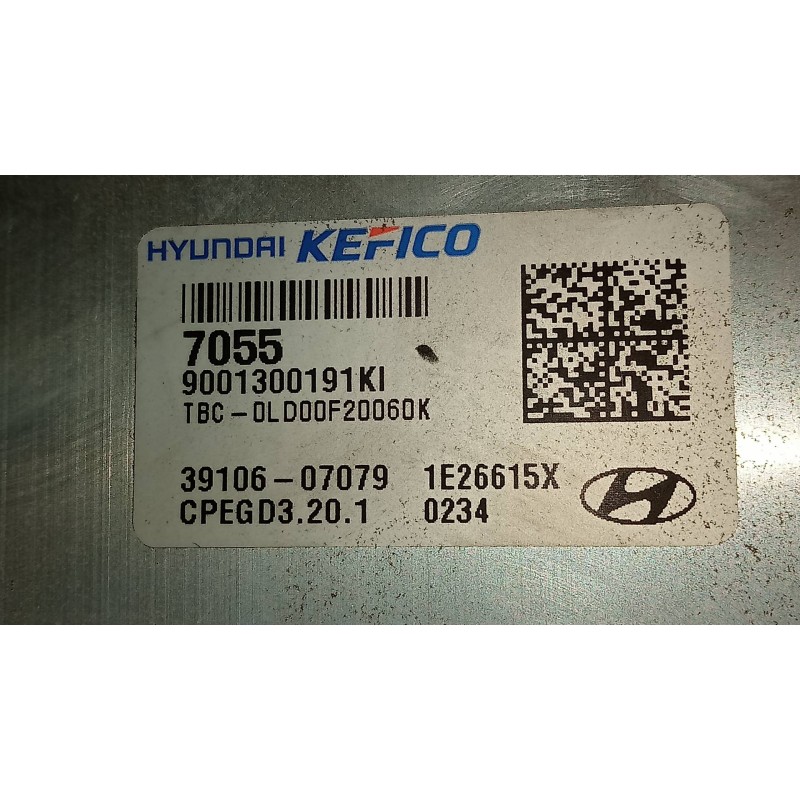 HYUNDAI KEFICO
7055
9001300191KI
TBC-0LD00F20060K
39106-07079 1E26615X
CPEGD3.20.1 0234